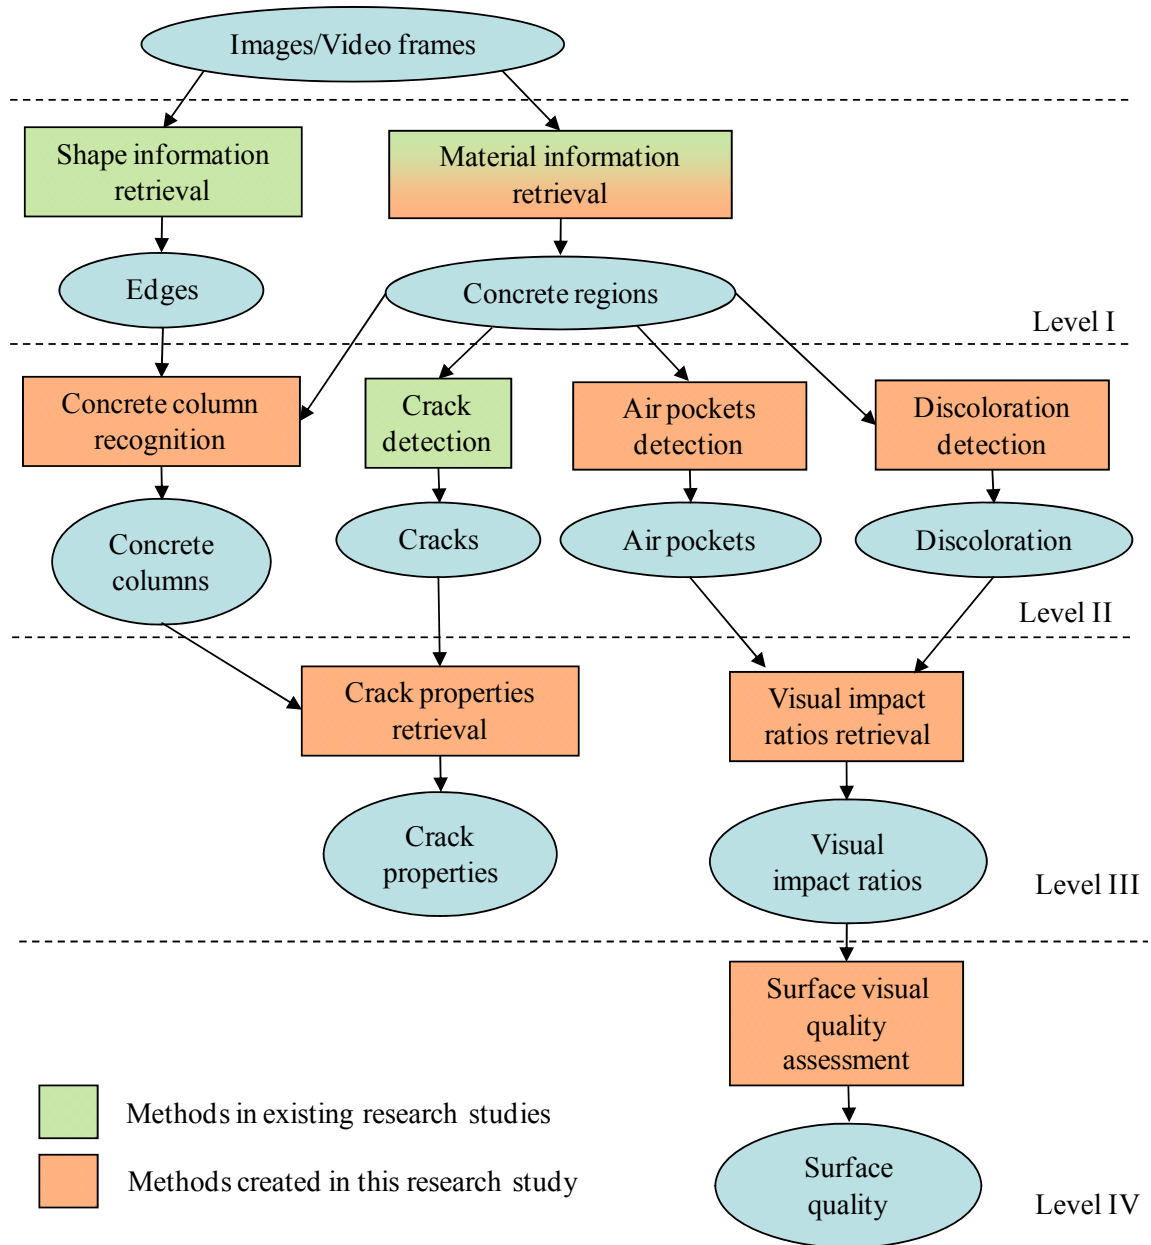 Images/Video frames
Shape information
retrieval
Material information
retrieval
Edges
Concrete regions
Level I
Concrete column
recognition
Crack
detection
Air pockets
detection
Discoloration
detection
Concrete
columns
Cracks
Air pockets
Discoloration
Level II
Crack properties
retrieval
Visual impact
ratios retrieval
Crack
properties
Visual
impact ratios
Level III
Surface visual
quality
assessment
Methods in existing research studies
Methods created in this research study
Surface
quality
Level IV